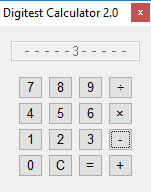 Digitest Calculator 2.0 x
- - - - - 3 - - - - -
7 8 9 ÷
4 5 6 ×
1 2 3 -
0 C = +